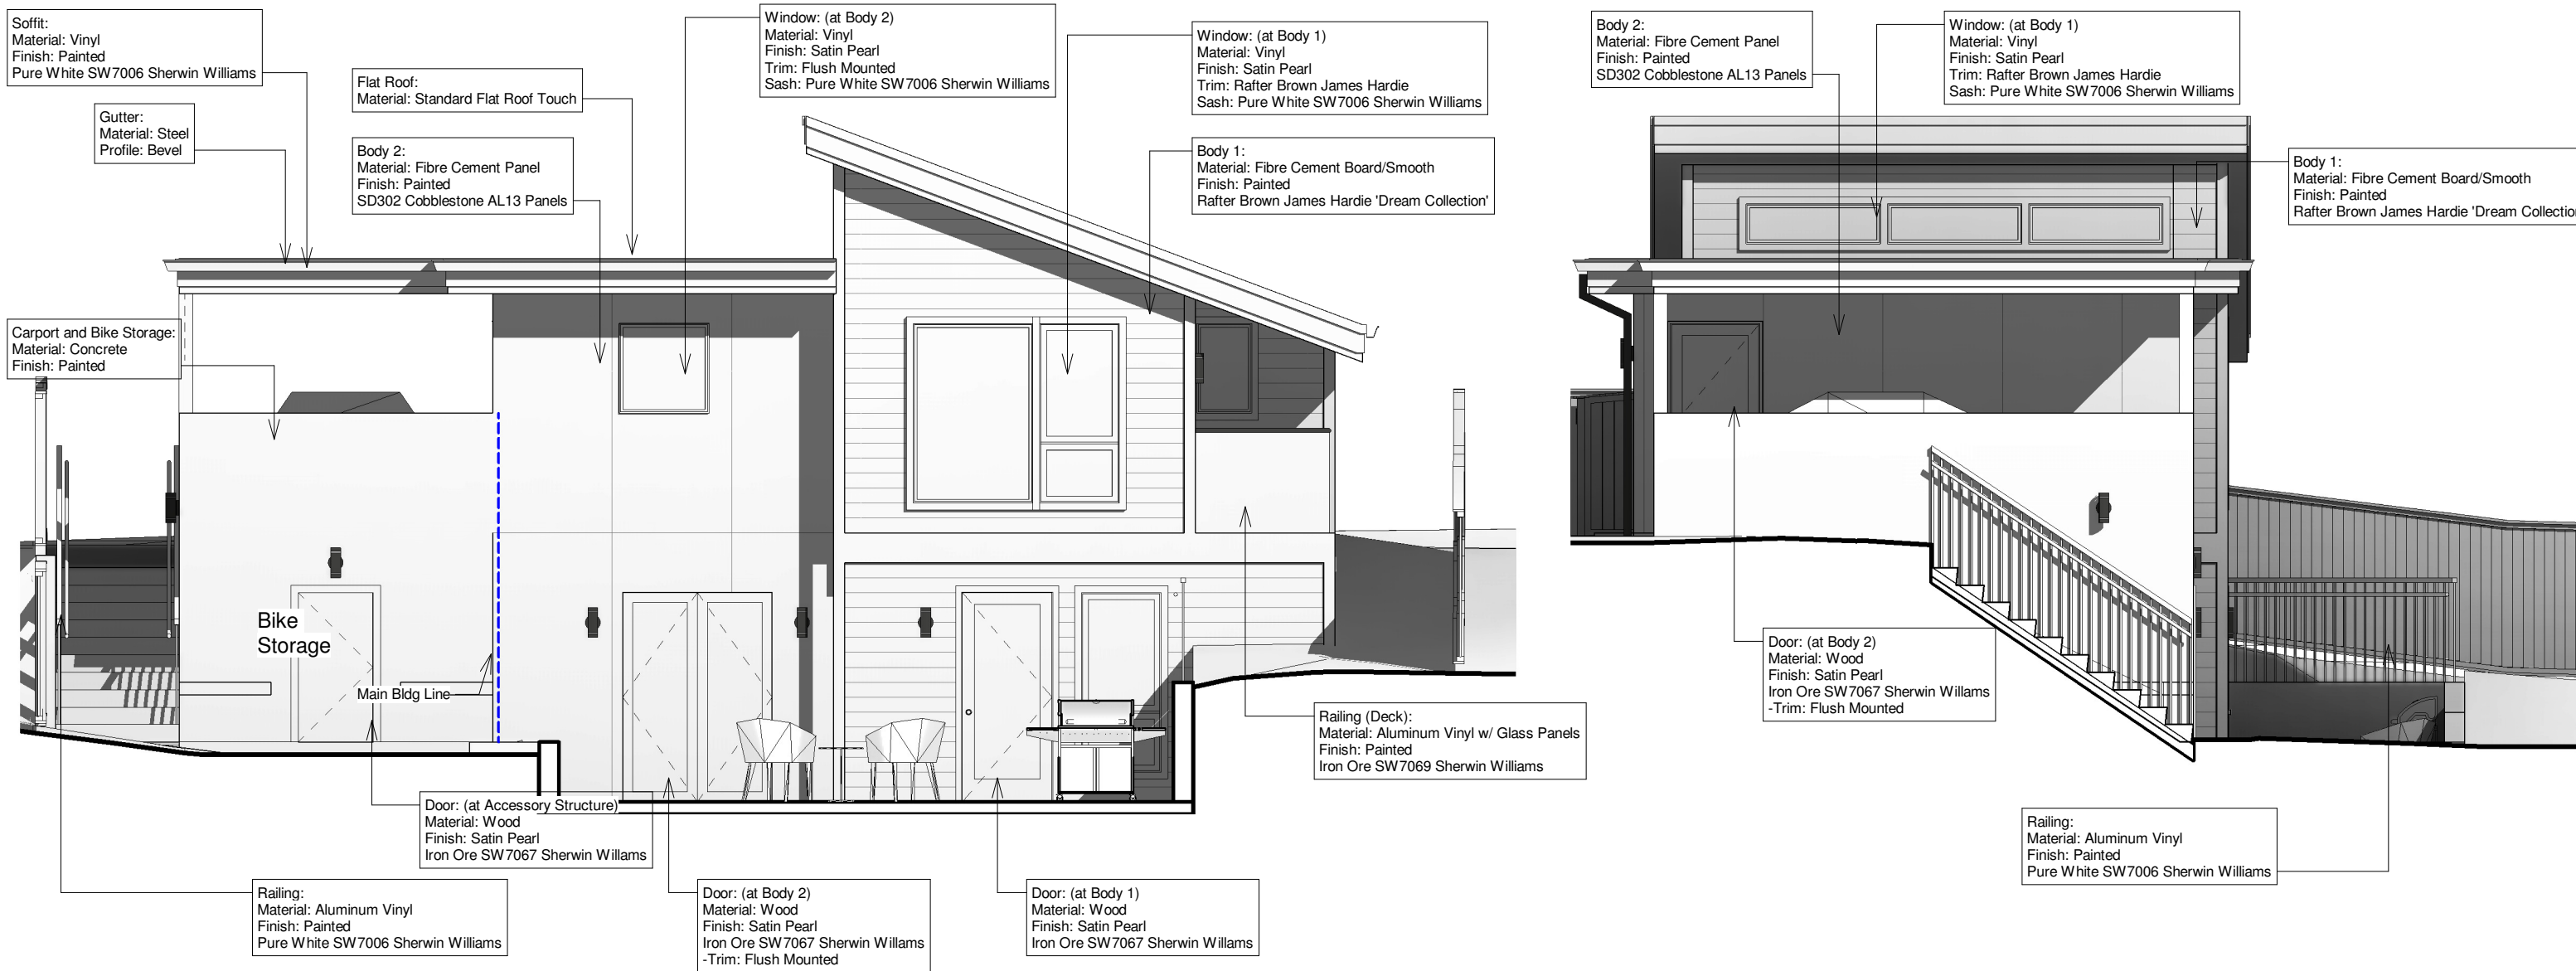 Soffit:
Material: Vinyl
Finish: Painted
Pure White SW7006 Sherwin Williams
Gutter:
Material: Steel
Profile: Bevel
Flat Roof:
Material: Standard Flat Roof Touch
Body 2:
Material: Fibre Cement Panel
Finish: Painted
SD302 Cobblestone AL13 Panels
Window: (at Body 2)
Material: Vinyl
Finish: Satin Pearl
Trim: Flush Mounted
Sash: Pure White SW7006 Sherwin Williams
Window: (at Body 1)
Material: Vinyl
Finish: Satin Pearl
Trim: Rafter Brown James Hardie
Sash: Pure White SW7006 Sherwin Williams
Body 1:
Material: Fibre Cement Board/Smooth
Finish: Painted
Rafter Brown James Hardie 'Dream Collection'
Carport and Bike Storage:
Material: Concrete
Finish: Painted
Bike
Storage
Main Bldg Line
Door: (at Accessory Structure)
Material: Wood
Finish: Satin Pearl
Iron Ore SW7067 Sherwin Willams
Railing:
Material: Aluminum Vinyl
Finish: Painted
Pure White SW7006 Sherwin Williams
Door: (at Body 2)
Material: Wood
Finish: Satin Pearl
Iron Ore SW7067 Sherwin Willams
-Trim: Flush Mounted
Door: (at Body 1)
Material: Wood
Finish: Satin Pearl
Iron Ore SW7067 Sherwin Willams
Railing (Deck):
Material: Aluminum Vinyl w/ Glass Panels
Finish: Painted
Iron Ore SW7069 Sherwin Williams
Body 2:
Material: Fibre Cement Panel
Finish: Painted
SD302 Cobblestone AL13 Panels
Window: (at Body 1)
Material: Vinyl
Finish: Satin Pearl
Trim: Rafter Brown James Hardie
Sash: Pure White SW7006 Sherwin Williams
Body 1:
Material: Fibre Cement Board/Smooth
Finish: Painted
Rafter Brown James Hardie 'Dream Collectio
Door: (at Body 2)
Material: Wood
Finish: Satin Pearl
Iron Ore SW7067 Sherwin Willams
-Trim: Flush Mounted
Railing:
Material: Aluminum Vinyl
Finish: Painted
Pure White SW7006 Sherwin Williams